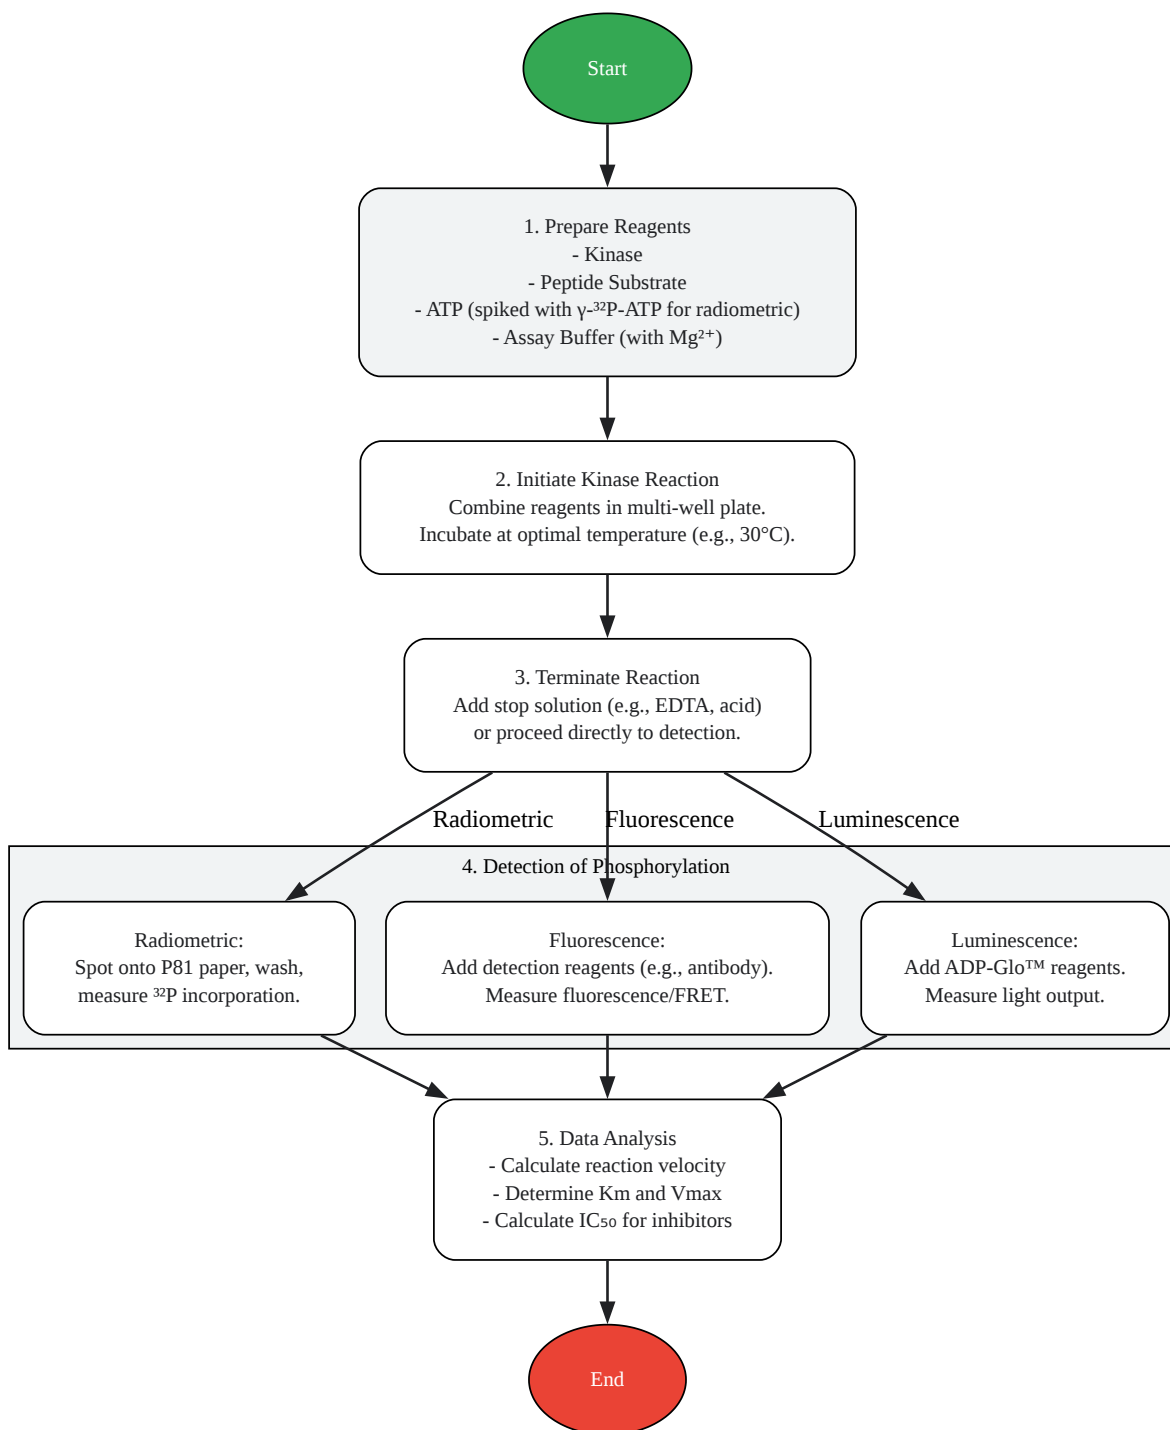 Start
1. Prepare Reagents
- Kinase
- Peptide Substrate
- ATP (spiked with γ-³²P-ATP for radiometric)
- Assay Buffer (with Mg²⁺)
2. Initiate Kinase Reaction
Combine reagents in multi-well plate.
Incubate at optimal temperature (e.g., 30°C).
3. Terminate Reaction
Add stop solution (e.g., EDTA, acid)
or proceed directly to detection.
Radiometric
Fluorescence
Luminescence
4. Detection of Phosphorylation
Radiometric:
Spot onto P81 paper, wash,
measure ³²P incorporation.
Fluorescence:
Add detection reagents (e.g., antibody).
Measure fluorescence/FRET.
Luminescence:
Add ADP-Glo™ reagents.
Measure light output.
5. Data Analysis
- Calculate reaction velocity
- Determine Km and Vmax
- Calculate IC₅₀ for inhibitors
End